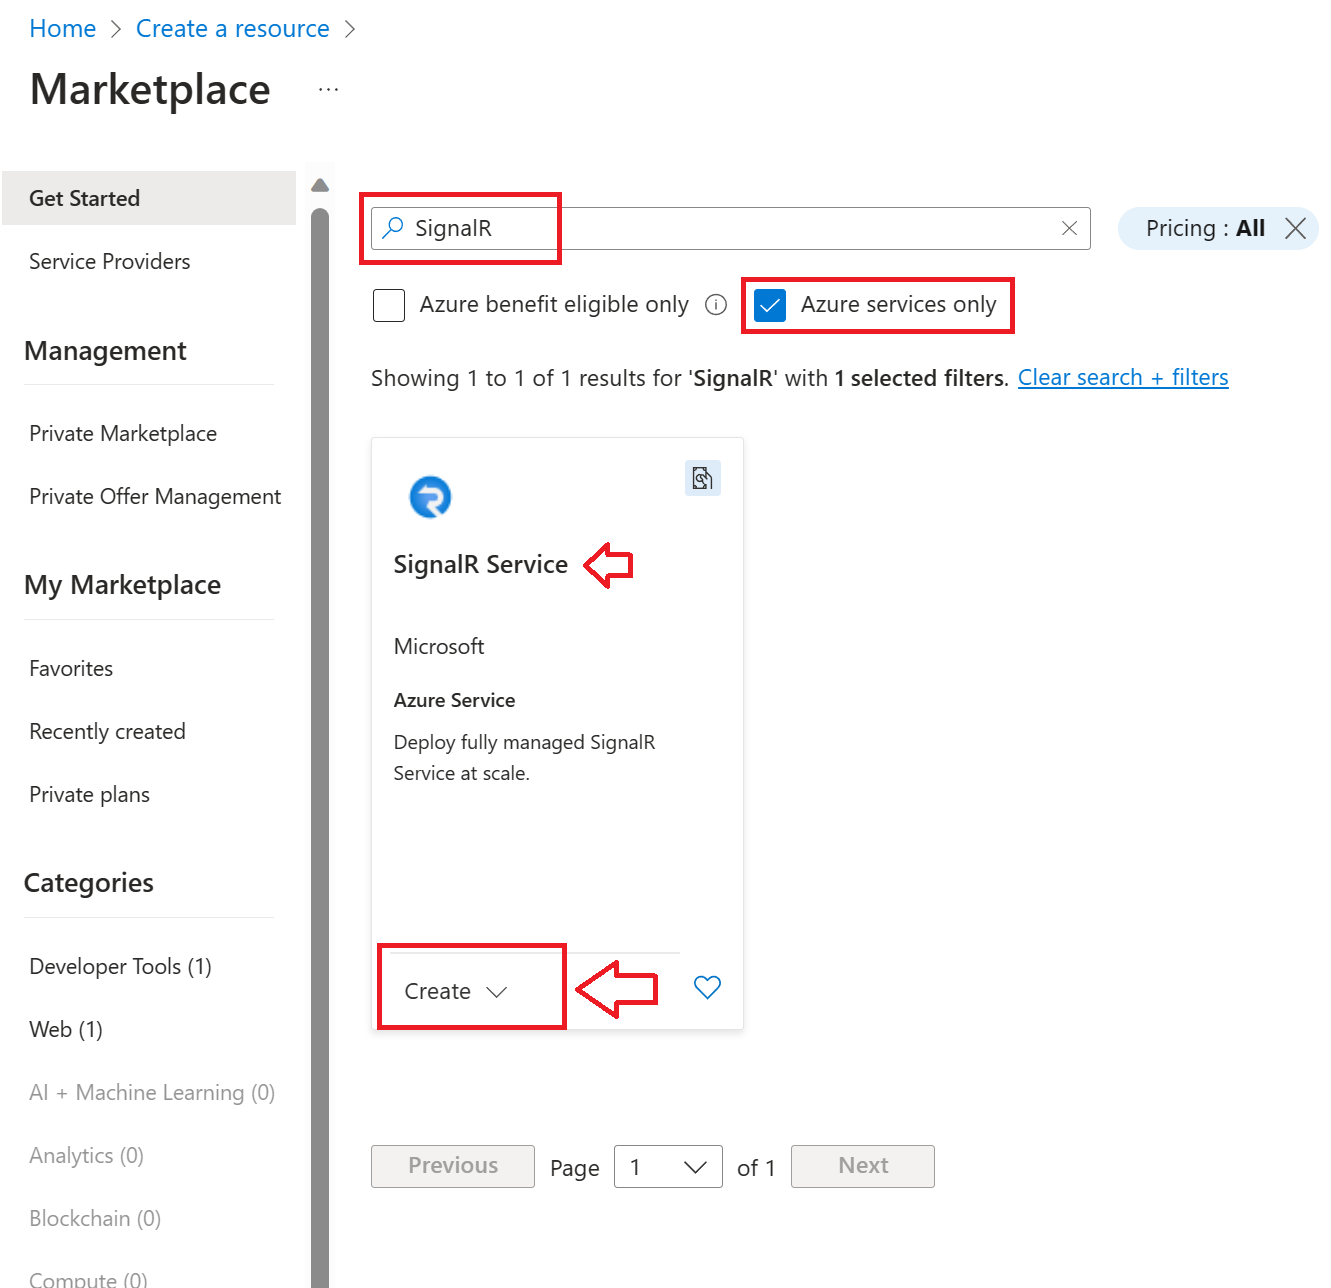 Home > Create a resource >
Marketplace ...
Get Started
Service Providers
Management
Private Marketplace
Private Offer Management
My Marketplace
Favorites
Recently created
Private plans
Categories
Developer Tools (1)
Web (1)
AI + Machine Learning (0)
Analytics (0)
Blockchain (0)
Compute (0)
SignalR
Pricing : All
Azure benefit eligible only
Azure services only
Showing 1 to 1 of 1 results for 'SignalR' with 1 selected filters. Clear search + filters
SignalR Service
Microsoft
Azure Service
Deploy fully managed SignalR
Service at scale.
Create
Previous Page 1 of 1 Next